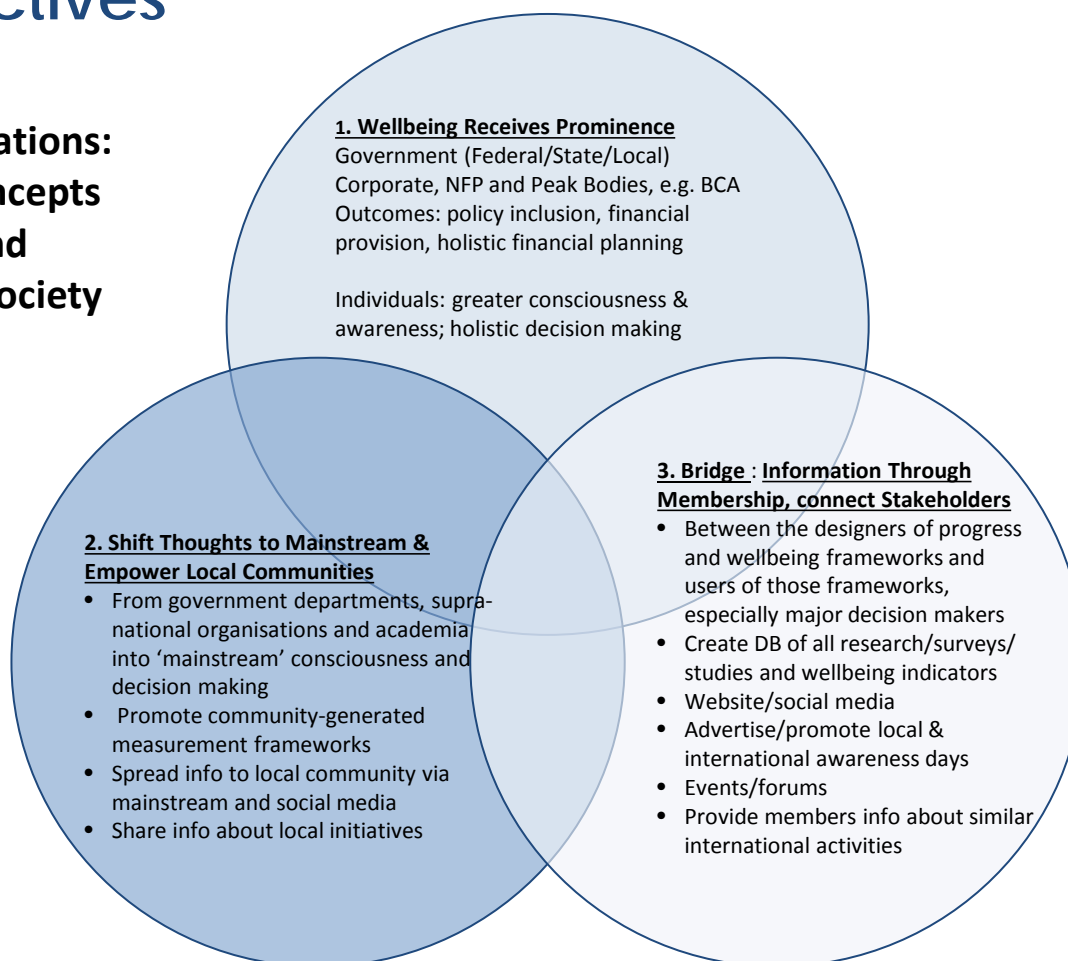 ctives
ations:
ncepts
nd
ociety
1. Wellbeing Receives Prominence
Government (Federal/State/Local)
Corporate, NFP and Peak Bodies, e.g. BCA
Outcomes: policy inclusion, financial
provision, holistic financial planning
Individuals: greater consciousness &
awareness; holistic decision making
2. Shift Thoughts to Mainstream &
Empower Local Communities
• From government departments, supra-
national organisations and academia
into ‘mainstream’ consciousness and
decision making
• Promote community-generated
measurement frameworks
• Spread info to local community via
mainstream and social media
• Share info about local initiatives
3. Bridge : Information Through
Membership, connect Stakeholders
• Between the designers of progress
and wellbeing frameworks and
users of those frameworks,
especially major decision makers
• Create DB of all research/surveys/
studies and wellbeing indicators
• Website/social media
• Advertise/promote local &
international awareness days
• Events/forums
• Provide members info about similar
international activities